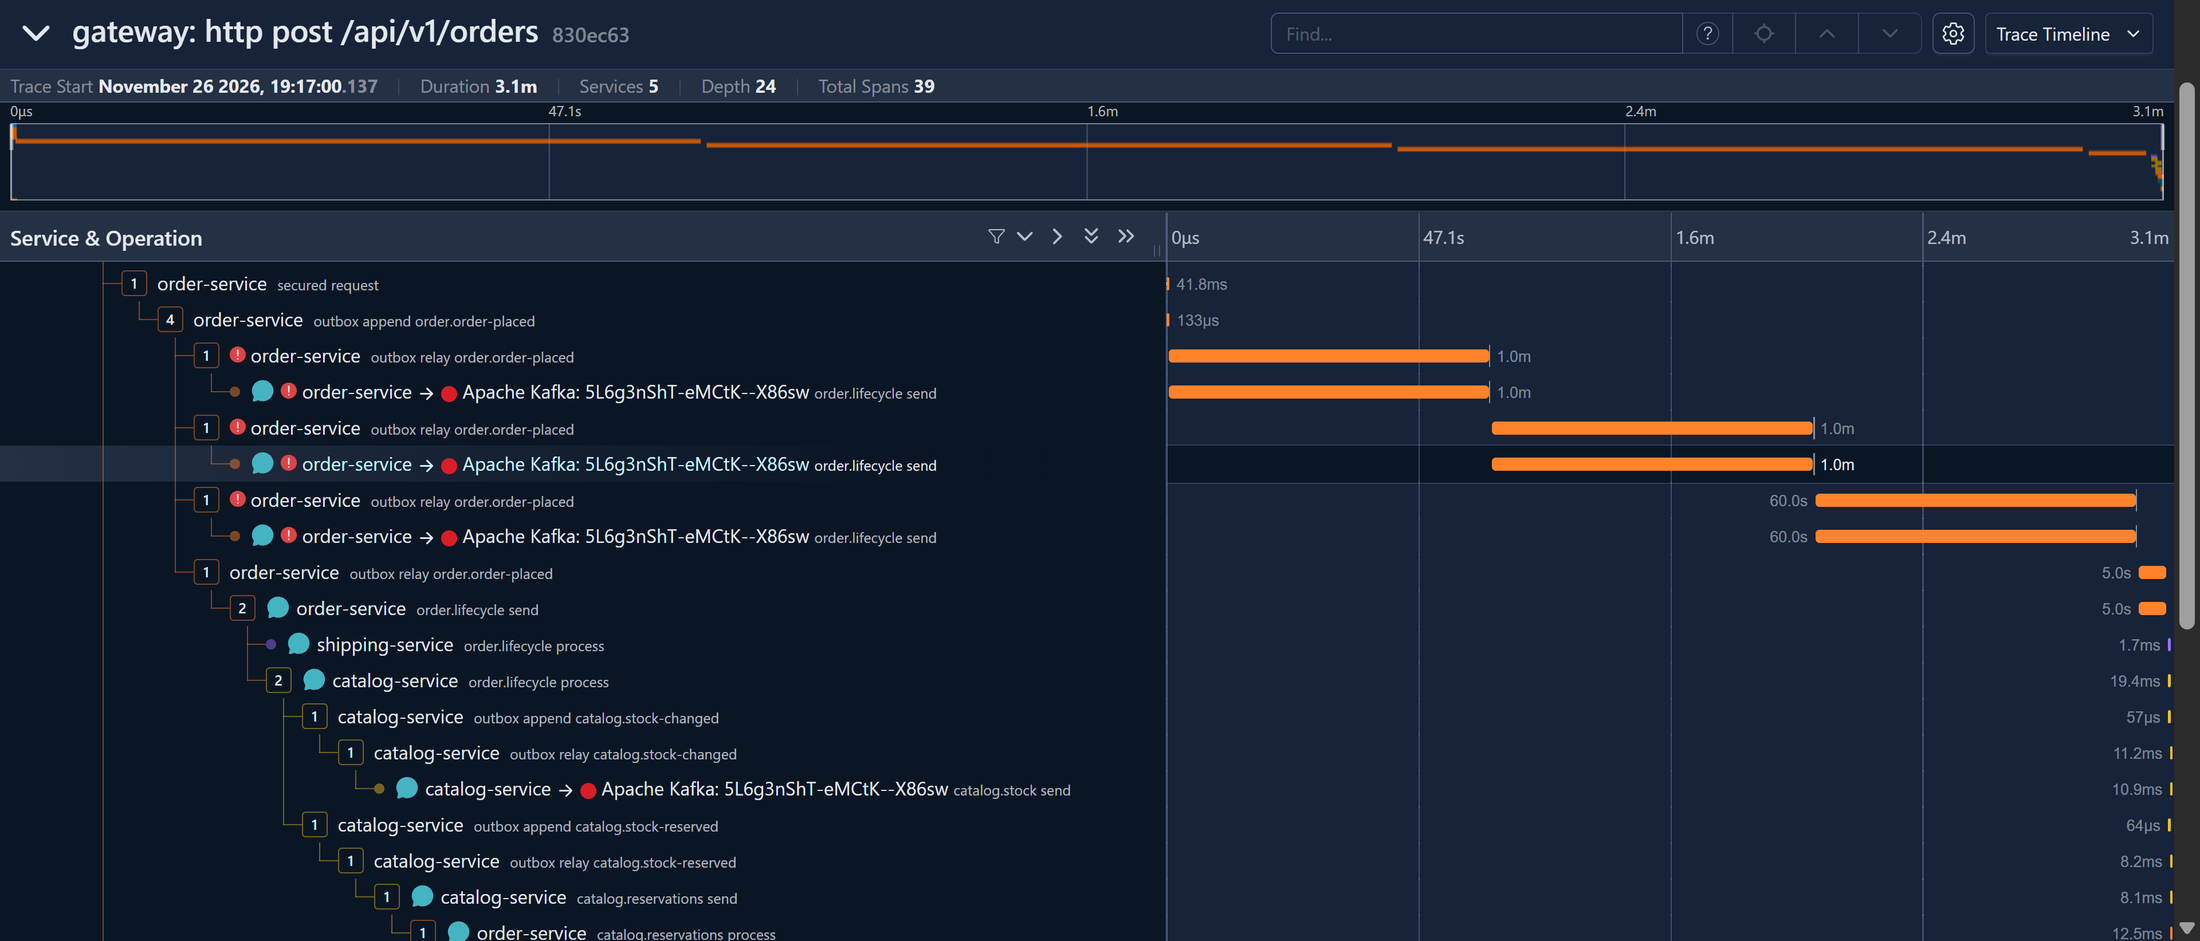 gateway: http post /api/v1/orders 830ec63
Find...
?
Trace Timeline
Trace Start November 26 2026, 19:17:00.137 Duration 3.1m Services 5 Depth 24 Total Spans 39
0µs 47.1s 1.6m 2.4m 3.1m
Service & Operation 0µs 47.1s 1.6m 2.4m 3.1m
1 order-service secured request 41.8ms
4 order-service outbox append order.order-placed 133µs
1 ! order-service outbox relay order.order-placed 1.0m
! order-service → Apache Kafka: 5L6g3nShT-eMCtK--X86sw order.lifecycle send 1.0m
1 ! order-service outbox relay order.order-placed 1.0m
! order-service → Apache Kafka: 5L6g3nShT-eMCtK--X86sw order.lifecycle send 1.0m
1 ! order-service outbox relay order.order-placed 60.0s
! order-service → Apache Kafka: 5L6g3nShT-eMCtK--X86sw order.lifecycle send 60.0s
1 order-service outbox relay order.order-placed 5.0s
2 order-service order.lifecycle send 5.0s
shipping-service order.lifecycle process 1.7ms
2 catalog-service order.lifecycle process 19.4ms
1 catalog-service outbox append catalog.stock-changed 57µs
1 catalog-service outbox relay catalog.stock-changed 11.2ms
catalog-service → Apache Kafka: 5L6g3nShT-eMCtK--X86sw catalog.stock send 10.9ms
1 catalog-service outbox append catalog.stock-reserved 64µs
1 catalog-service outbox relay catalog.stock-reserved 8.2ms
1 catalog-service catalog.reservations send 8.1ms
1 order-service catalog.reservations process 12.5ms